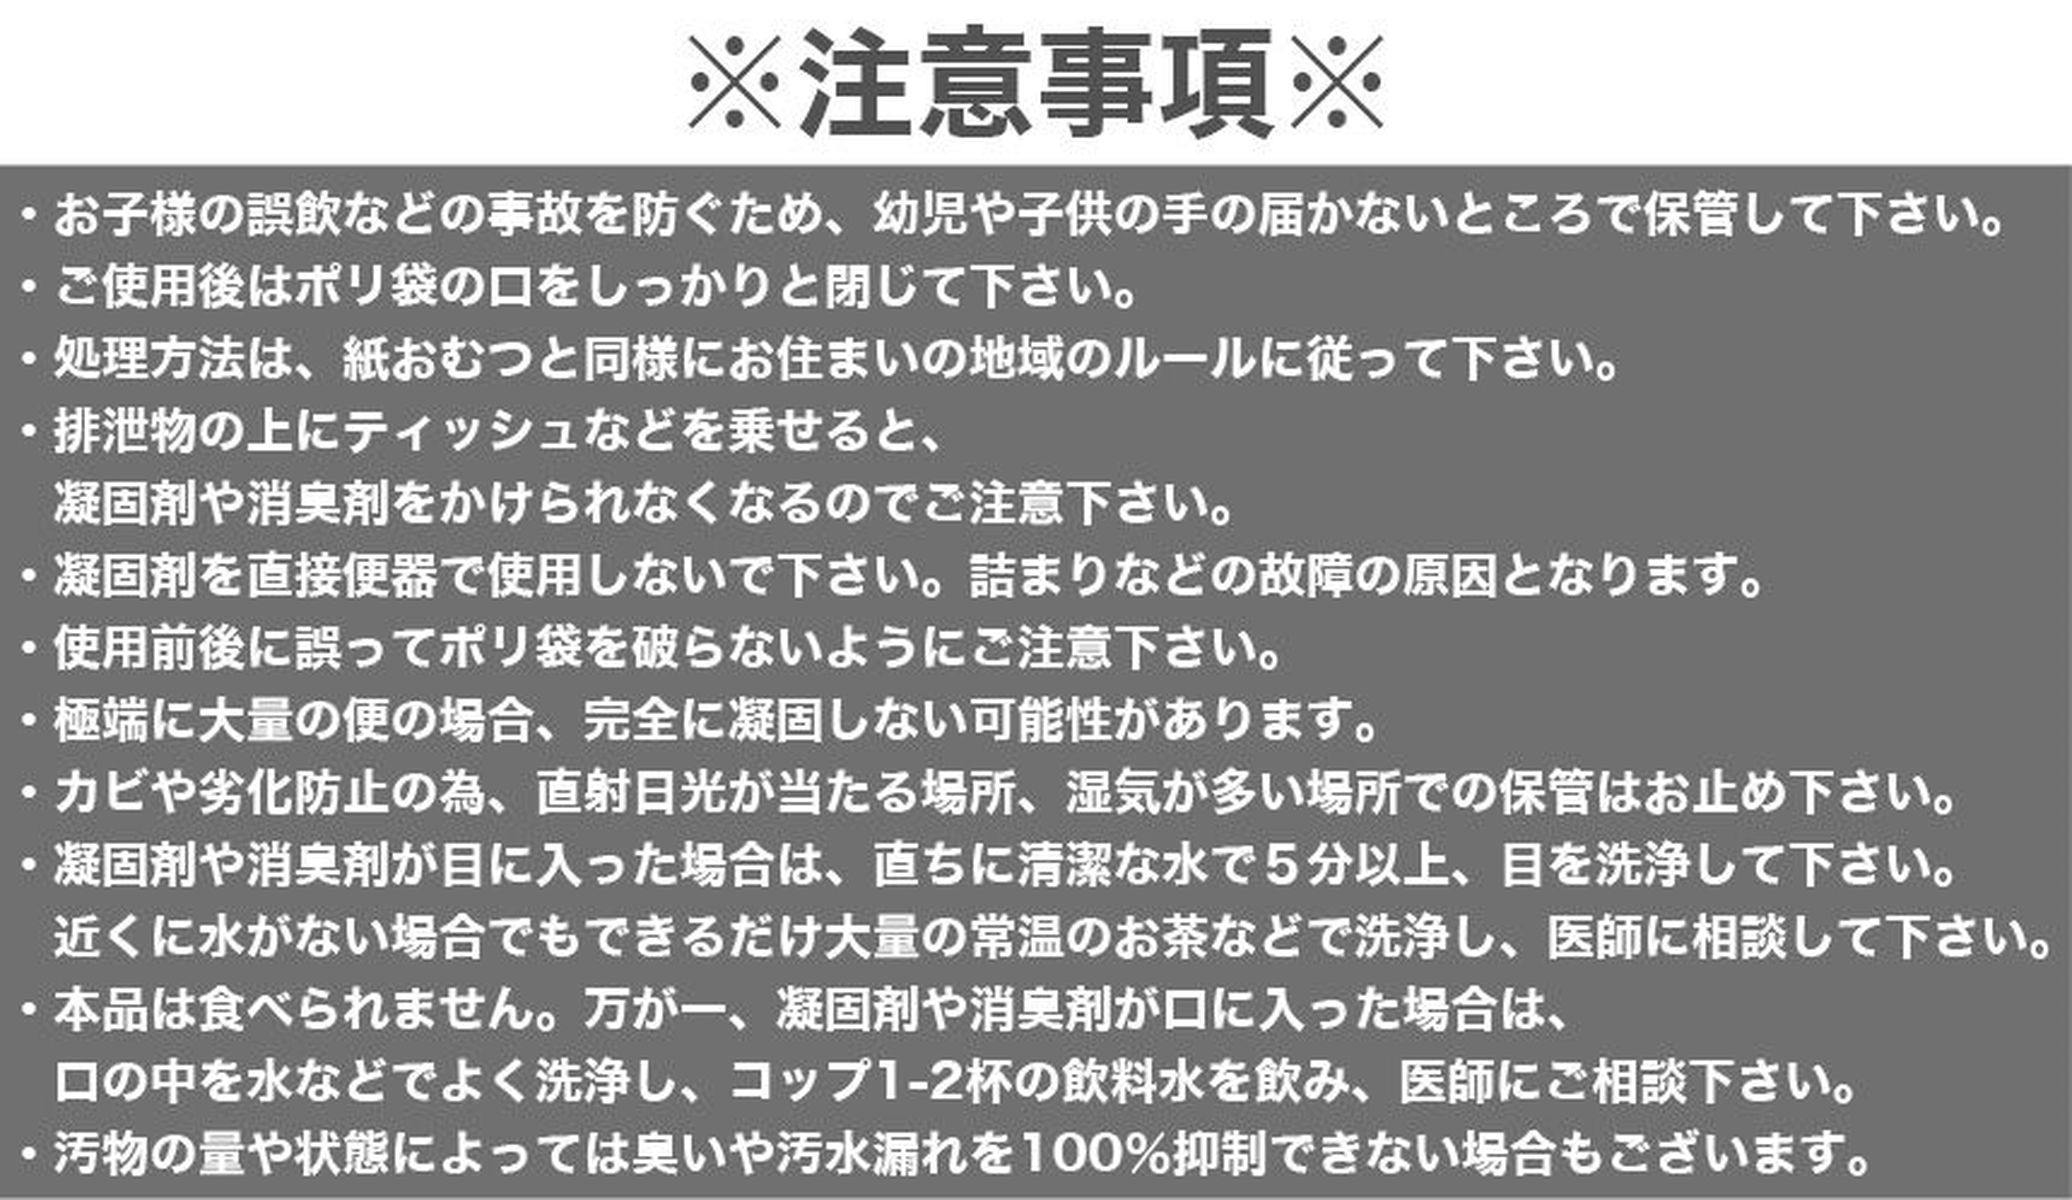 ※注意事項※
・お子様の誤飲などの事故を防ぐため、幼児や子供の手の届かないところで保管して下さい。
・ご使用後はポリ袋の口をしっかりと閉じて下さい。
・処理方法は、紙おむつと同様にお住まいの地域のルールに従って下さい。
・排泄物の上にティッシュなどを乗せると、
凝固剤や消臭剤をかけられなくなるのでご注意下さい。
・凝固剤を直接便器で使用しないで下さい。詰まりなどの故障の原因となります。
・使用前後に誤ってポリ袋を破らないようにご注意下さい。
・極端に大量の便の場合、完全に凝固しない可能性があります。
・カビや劣化防止の為、直射日光が当たる場所、湿気が多い場所での保管はお止め下さい。
・凝固剤や消臭剤が目に入った場合は、直ちに清潔な水で５分以上、目を洗浄して下さい。
近くに水がない場合でもできるだけ大量の常温のお茶などで洗浄し、医師に相談して下さい。
・本品は食べられません。万が一、凝固剤や消臭剤が口に入った場合は、
口の中を水などでよく洗浄し、コップ1-2杯の飲料水を飲み、医師にご相談下さい。
・汚物の量や状態によっては臭いや汚水漏れを100%抑制できない場合もございます。